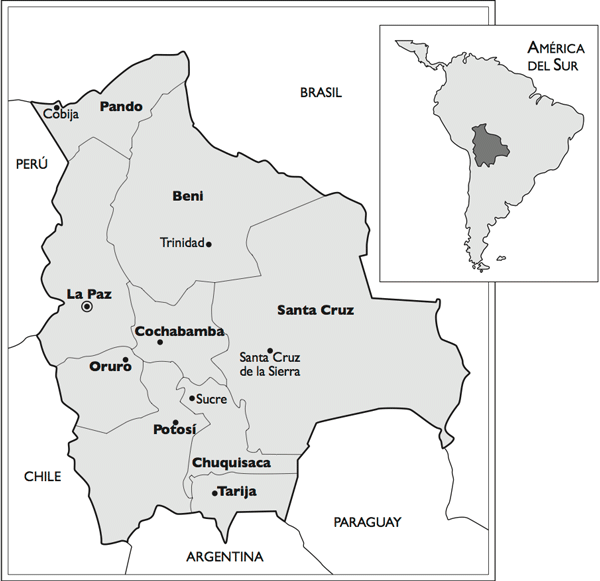 AMÉRICA
DEL SUR
BRASIL
Pando
Cobija
PERÚ
Beni
Trinidad
La Paz
Santa Cruz
Cochabamba
Santa Cruz
de la Sierra
Oruro
Sucre
Potosí
Chuquisaca
CHILE
Tarija
PARAGUAY
ARGENTINA